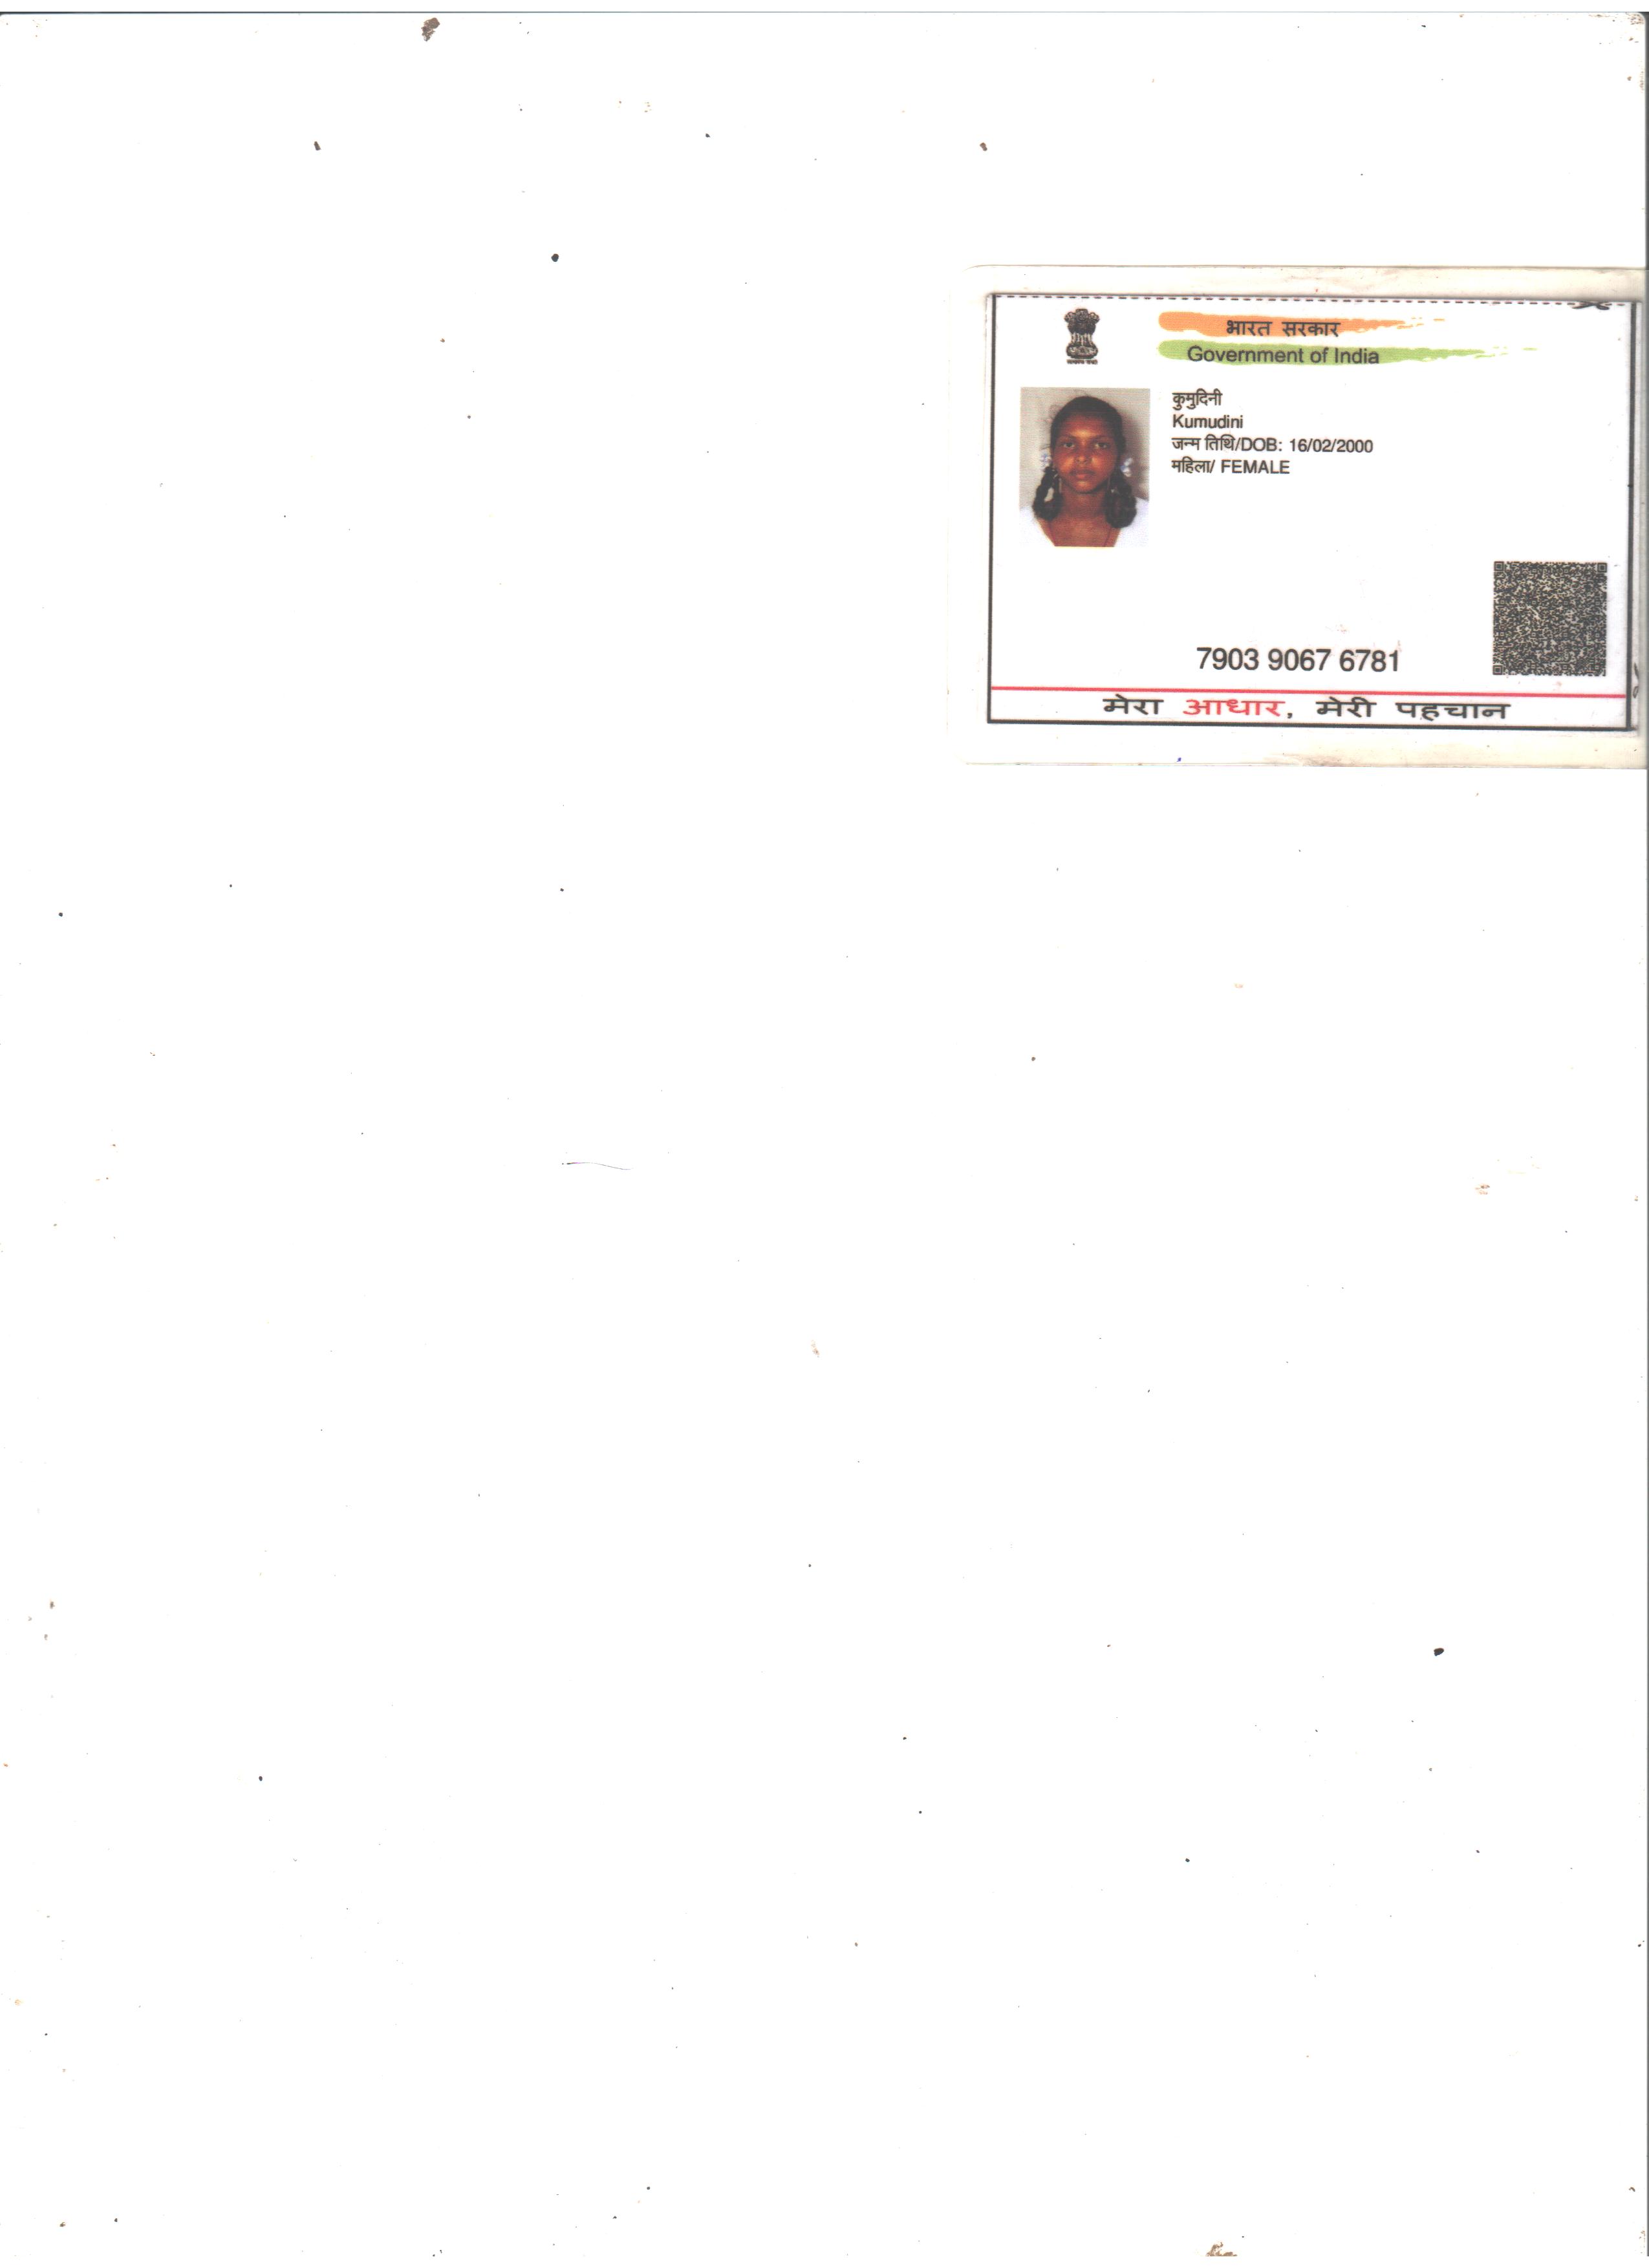 भारत सरकार
Government of India
कुमुदिनी
Kumudini
जन्म तिथि/DOB: 16/02/2000
महिला/ FEMALE
7903 9067 6781
मेरा आधार, मेरी पहचान